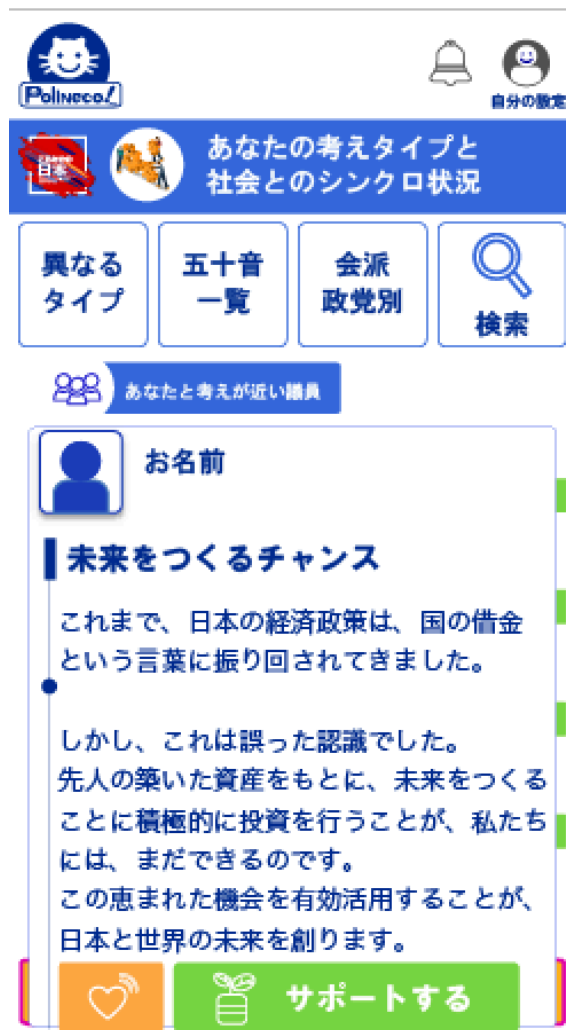 Polineco!
自分の設定
日本
あなたの考えタイプと
社会とのシンクロ状況
異なる
タイプ
五十音
一覧
会派
政党別
検索
あなたと考えが近い議員
お名前
未来をつくるチャンス
これまで、日本の経済政策は、国の借金
という言葉に振り回されてきました。
しかし、これは誤った認識でした。
先人の築いた資産をもとに、未来をつくる
ことに積極的に投資を行うことが、私たち
には、まだできるのです。
この恵まれた機会を有効活用することが、
日本と世界の未来を創ります。
サポートする